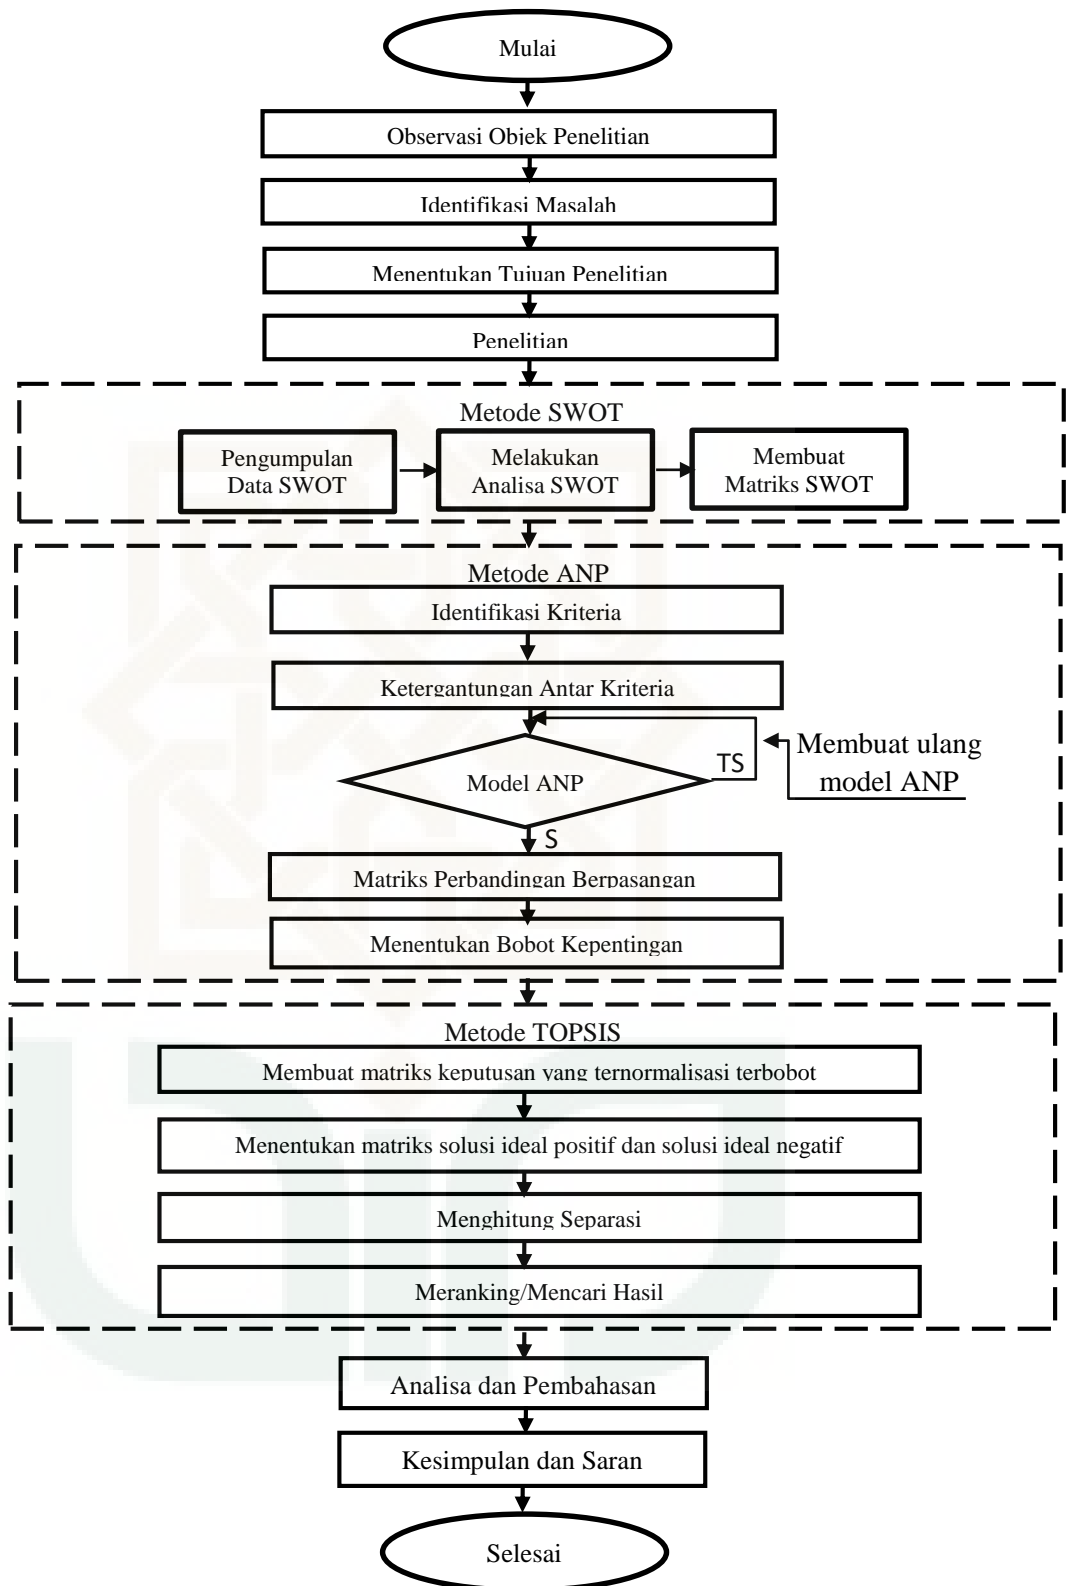 Mulai
Observasi Objek Penelitian
Identifikasi Masalah
Menentukan Tujuan Penelitian
Penelitian
Metode SWOT
Pengumpulan
Data SWOT
Melakukan
Analisa SWOT
Membuat
Matriks SWOT
Metode ANP
Identifikasi Kriteria
Ketergantungan Antar Kriteria
Model ANP
TS
Membuat ulang
model ANP
S
Matriks Perbandingan Berpasangan
Menentukan Bobot Kepentingan
Metode TOPSIS
Membuat matriks keputusan yang ternormalisasi terbobot
Menentukan matriks solusi ideal positif dan solusi ideal negatif
Menghitung Separasi
Meranking/Mencari Hasil
Analisa dan Pembahasan
Kesimpulan dan Saran
Selesai